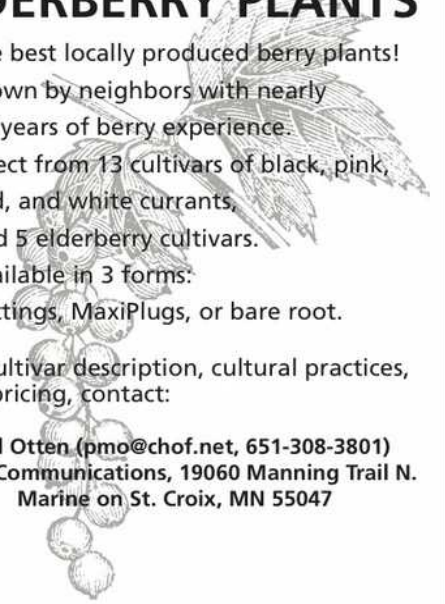 DERBERRY PLANTS
e best locally produced berry plants!
own by neighbors with nearly
years of berry experience.
ect from 13 cultivars of black, pink,
d, and white currants,
d 5 elderberry cultivars.
ailable in 3 forms:
ttings, MaxiPlugs, or bare root.
ultivar description, cultural practices,
pricing, contact:
l Otten (pmo@chof.net, 651-308-3801)
Communications, 19060 Manning Trail N.
Marine on St. Croix, MN 55047